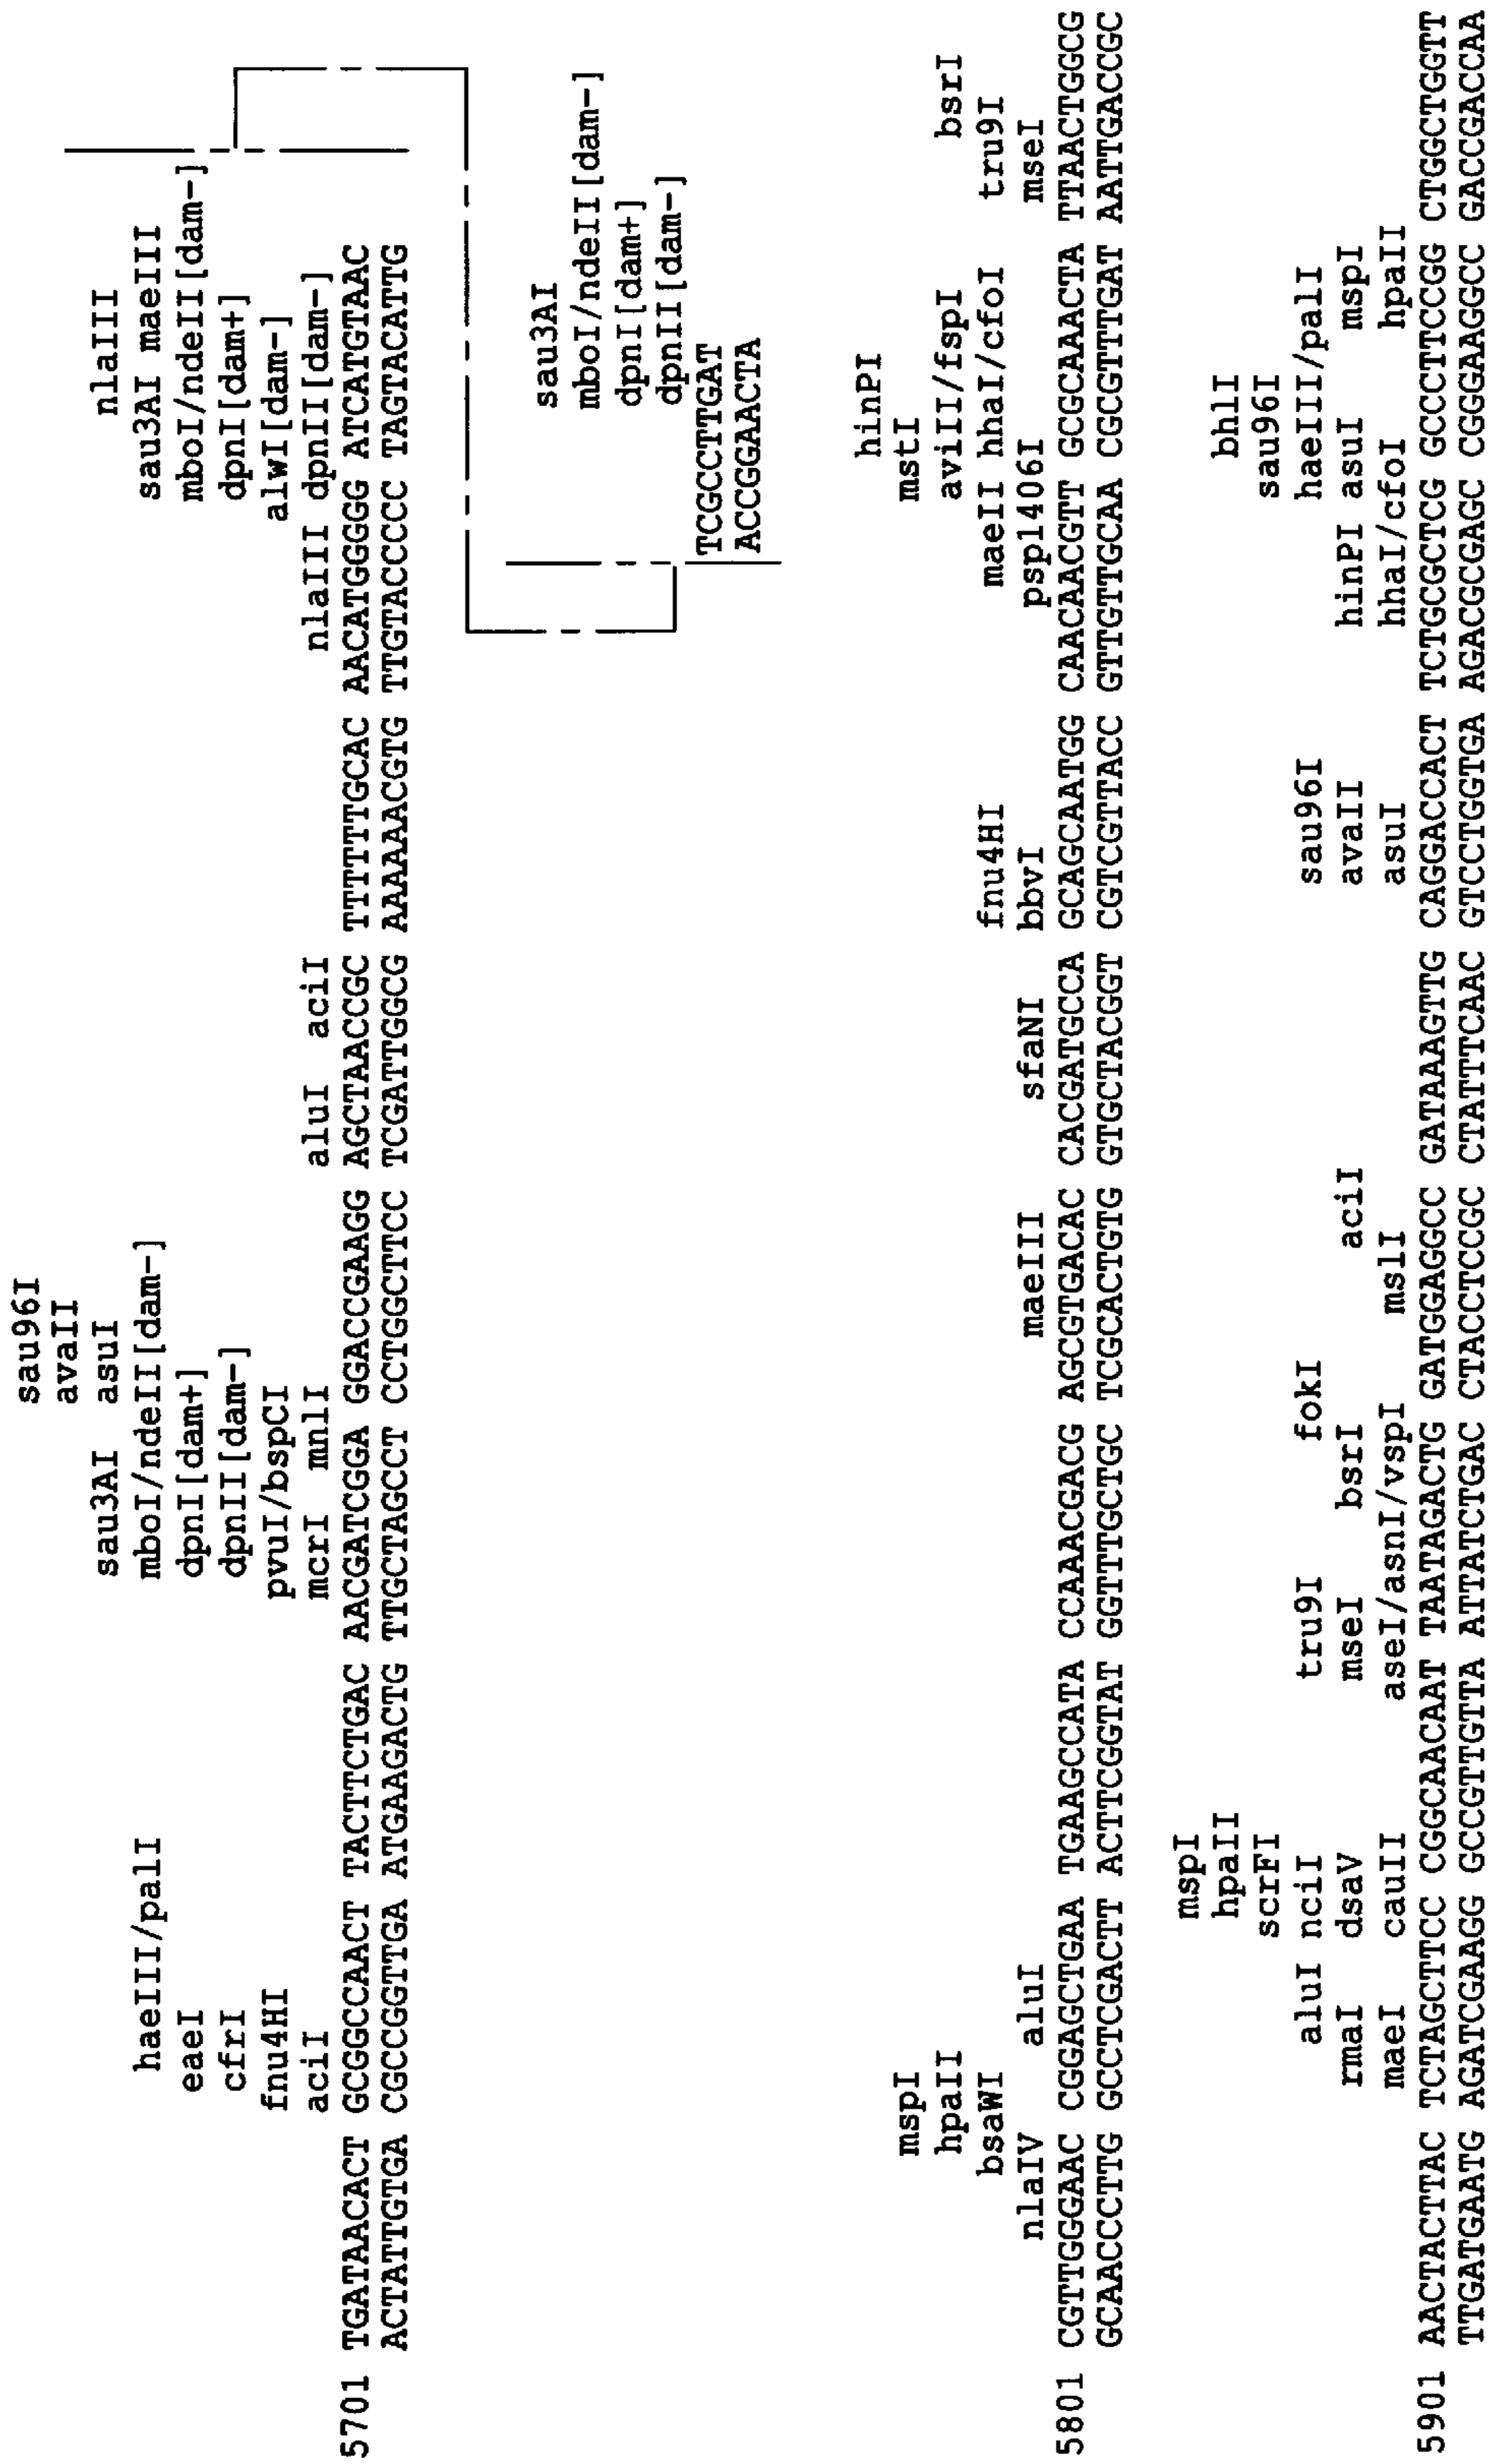 sau96I
avaII
sau3AI asuI nlaIII
haeIII/palI mboI/ndeII[dam-] sau3AI maeIII
eaeI dpnI[dam+] mboI/ndeII[dam-]
cfrI dpnII[dam-] dpnI[dam+]
fnu4HI pvuI/bspCI alwI[dam-]
aciI mcrI mnlI aluI aciI nlaIII dpnII[dam-]
5701 TGATAACACT GCGGCCAACT TACTTCTGAC AACGATCGGA GGACCGAAGG AGCTAACCGC TTTTTTGCAC AACATGGGGG ATCATGTAAC
ACTATTGTGA CGCCGGTTGA ATGAAGACTG TTGCTAGCCT CCTGGCTTCC TCGATTGGCG AAAAAACGTG TTGTACCCCC TAGTACATTG
sau3AI
mboI/ndeII[dam-]
dpnI[dam+]
dpnII[dam-]
TCGCCTTGAT
ACCGGAACTA
hinPI
mspI mstI
hpaII aviII/fspI bsrI
bsaWI fnu4HI maeII hhaI/cfoI tru9I
nlaIV aluI maeIII sfaNI bbvI psp1406I mseI
5801 CGTTGGGAAC CGGAGCTGAA TGAAGCCATA CCAAACGACG AGCGTGACAC CACGATGCCA GCAGCAATGG CAACAACGTT GCGCAAACTA TTAACTGGCG
GCAACCCTTG GCCTCGACTT ACTTCGGTAT GGTTTGCTGC TCGCACTGTG GTGCTACGGT CGTCGTTACC GTTGTTGCAA CGCGTTTGAT AATTGACCGC
mspI
hpaII bhlI
scrFI sau96I
aluI nciI tru9I fokI sau96I haeIII/palI
rmaI dsaV mseI bsrI aciI avaII hinPI asuI mspI
maeI cauII aseI/asnI/vspI mslI asuI hhaI/cfoI hpaII
5901 AACTACTTAC TCTAGCTTCC CGGCAACAAT TAATAGACTG GATGGAGGCC GATAAAGTTG CAGGACCACT TCTGCGCTCG GCCCTTCCGG CTGGCTGGTT
TTGATGAATG AGATCGAAGG GCCGTTGTTA ATTATCTGAC CTACCTCCGC CTATTTCAAC GTCCTGGTGA AGACGCGAGC CGGGAAGGCC GACCGACCAA